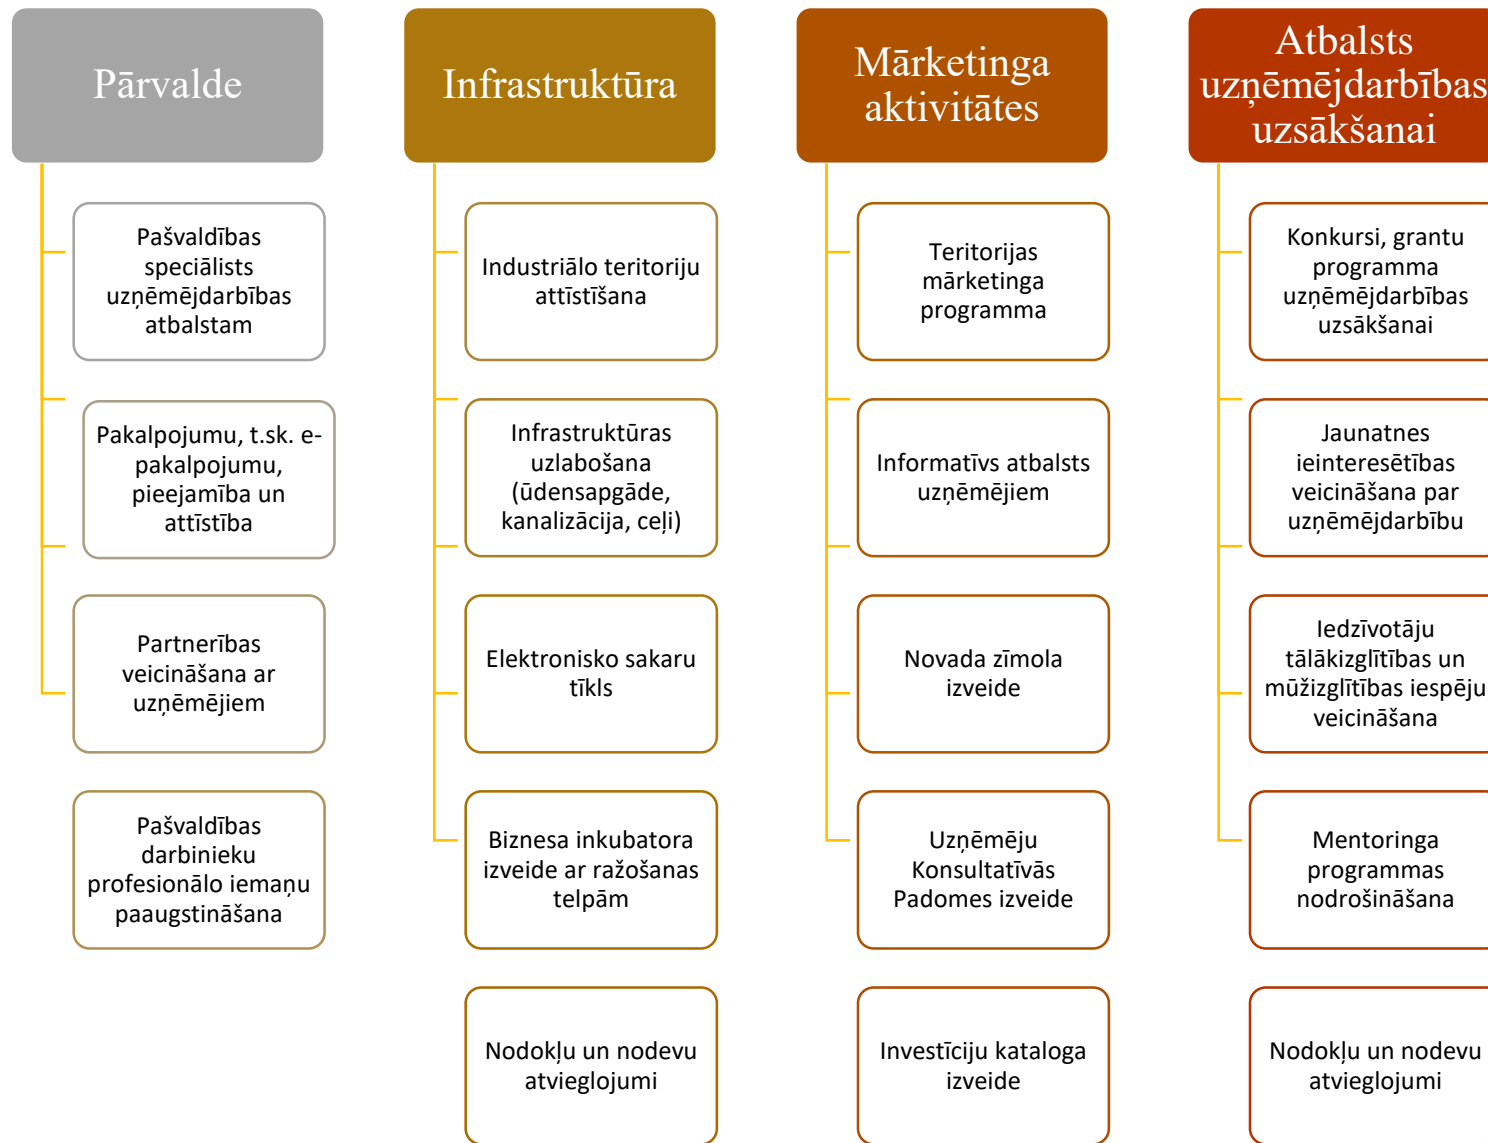 Pārvalde
Pašvaldības
speciālists
uzņēmējdarbības
atbalstam
Pakalpojumu, t.sk. e-
pakalpojumu,
pieejamība un
attīstība
Partnerības
veicināšana ar
uzņēmējiem
Pašvaldības
darbinieku
profesionālo iemaņu
paaugstināšana
Infrastruktūra
Industriālo teritoriju
attīstīšana
Infrastruktūras
uzlabošana
(ūdensapgāde,
kanalizācija, ceļi)
Elektronisko sakaru
tīkls
Biznesa inkubatora
izveide ar ražošanas
telpām
Nodokļu un nodevu
atvieglojumi
Mārketinga
aktivitātes
Teritorijas
mārketinga
programma
Informatīvs atbalsts
uzņēmējiem
Novada zīmola
izveide
Uzņēmēju
Konsultatīvās
Padomes izveide
Investīciju kataloga
izveide
Atbalsts
uzņēmējdarbības
uzsākšanai
Konkursi, grantu
programma
uzņēmējdarbības
uzsākšanai
Jaunatnes
ieinteresētības
veicināšana par
uzņēmējdarbību
Iedzīvotāju
tālākizglītības un
mūžizglītības iespēju
veicināšana
Mentoringa
programmas
nodrošināšana
Nodokļu un nodevu
atvieglojumi